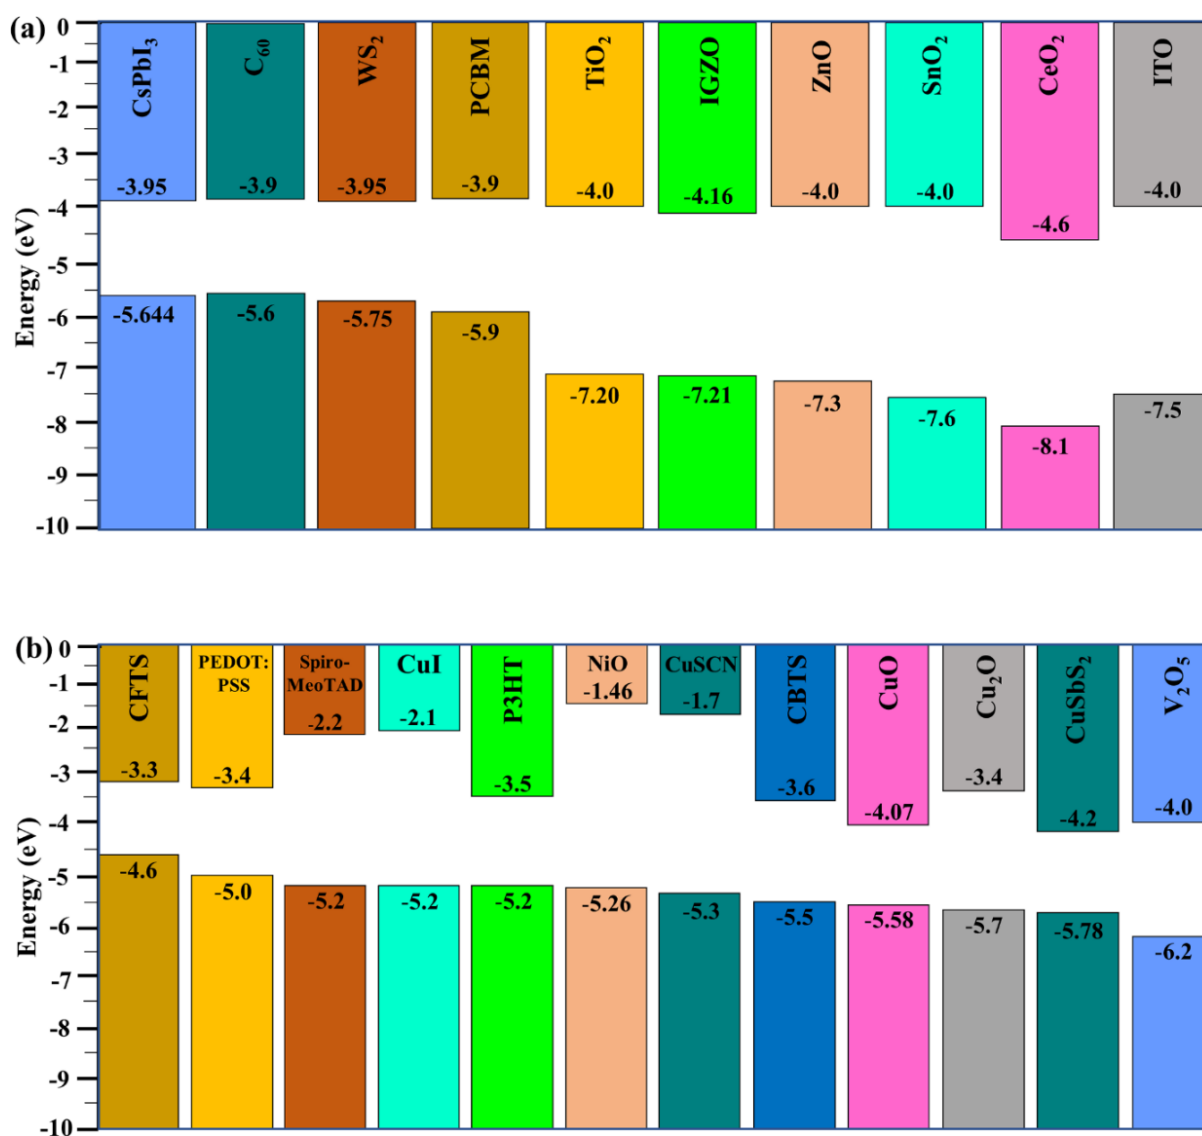 (a)
0
-1
-2
-3
-4
-5
-6
-7
-8
-9
-10
Energy (eV)
CsPbI₃
C₆₀
WS₂
PCBM
TiO₂
IGZO
ZnO
SnO₂
CeO₂
ITO
-3.95
-3.9
-3.95
-3.9
-4.0
-4.16
-4.0
-4.0
-4.6
-4.0
-5.644
-5.6
-5.75
-5.9
-7.20
-7.21
-7.3
-7.6
-8.1
-7.5
(b)
0
-1
-2
-3
-4
-5
-6
-7
-8
-9
-10
Energy (eV)
CFTS
PEDOT:
PSS
Spiro-
MeoTAD
CuI
P3HT
NiO
CuSCN
CBTS
CuO
Cu₂O
CuSbS₂
V₂O₅
-3.3
-3.4
-2.2
-2.1
-3.5
-1.46
-1.7
-3.6
-4.07
-3.4
-4.2
-4.0
-4.6
-5.0
-5.2
-5.2
-5.2
-5.26
-5.3
-5.5
-5.58
-5.7
-5.78
-6.2